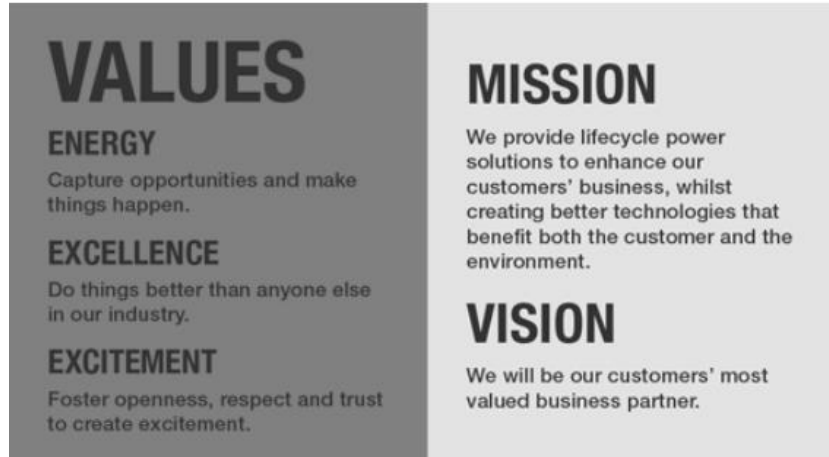 VALUES
ENERGY
Capture opportunities and make
things happen.
EXCELLENCE
Do things better than anyone else
in our industry.
EXCITEMENT
Foster openness, respect and trust
to create excitement.
MISSION
We provide lifecycle power
solutions to enhance our
customers’ business, whilst
creating better technologies that
benefit both the customer and the
environment.
VISION
We will be our customers’ most
valued business partner.